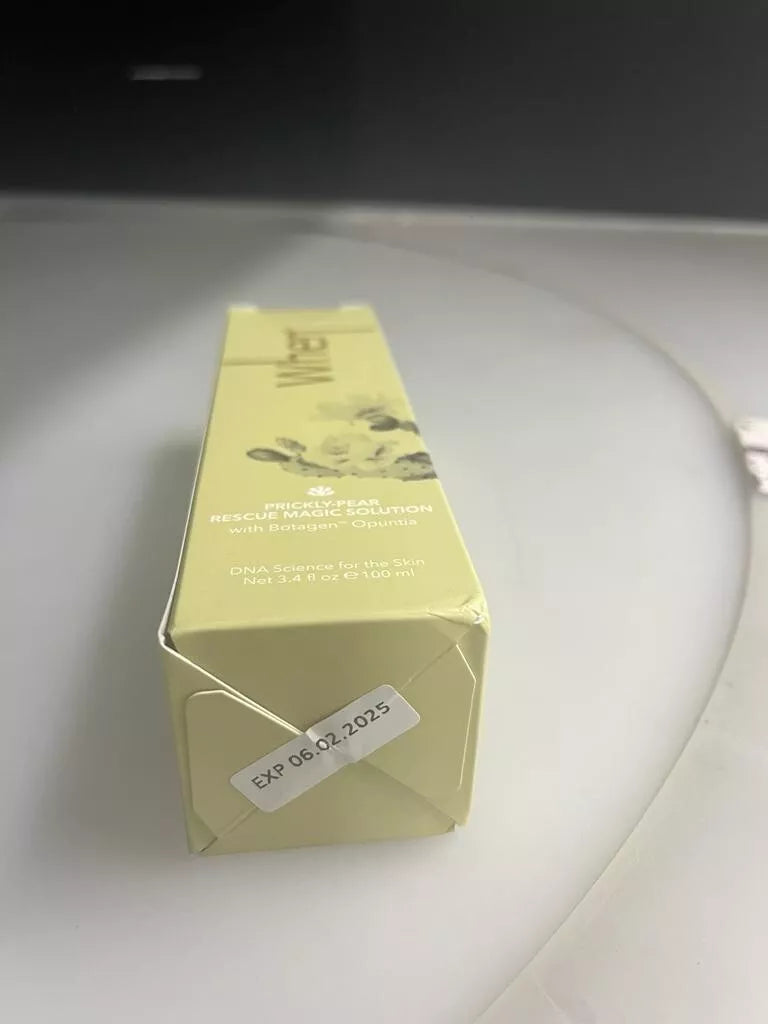 Wher
PRICKLY-PEAR
RESCUE MAGIC SOLUTION
with Botagen™ Opuntia
DNA Science for the Skin
Net 3.4 fl oz ℮ 100 ml
EXP 06.02.2025